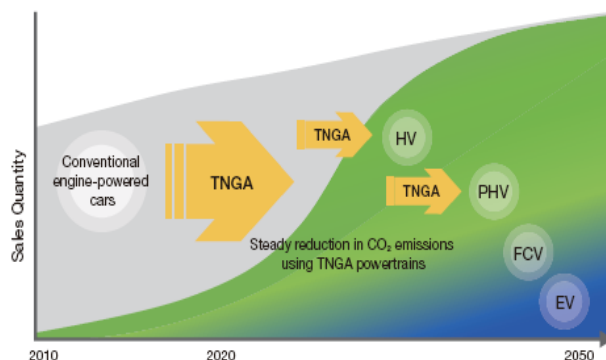 Sales Quantity
Conventional
engine-powered
cars
TNGA
TNGA
HV
TNGA
PHV
Steady reduction in CO₂ emissions
using TNGA powertrains
FCV
EV
2010
2020
2050